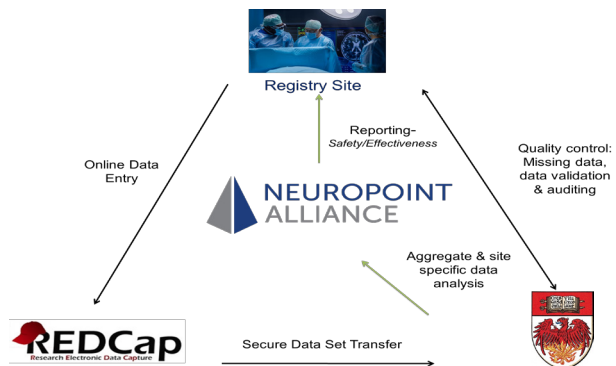 Registry Site
Reporting-
Safety/Effectiveness
Online Data
Entry
Quality control:
Missing data,
data validation
& auditing
NEUROPOINT
ALLIANCE
Aggregate & site
specific data
analysis
REDCap
Research Electronic Data Capture
Secure Data Set Transfer